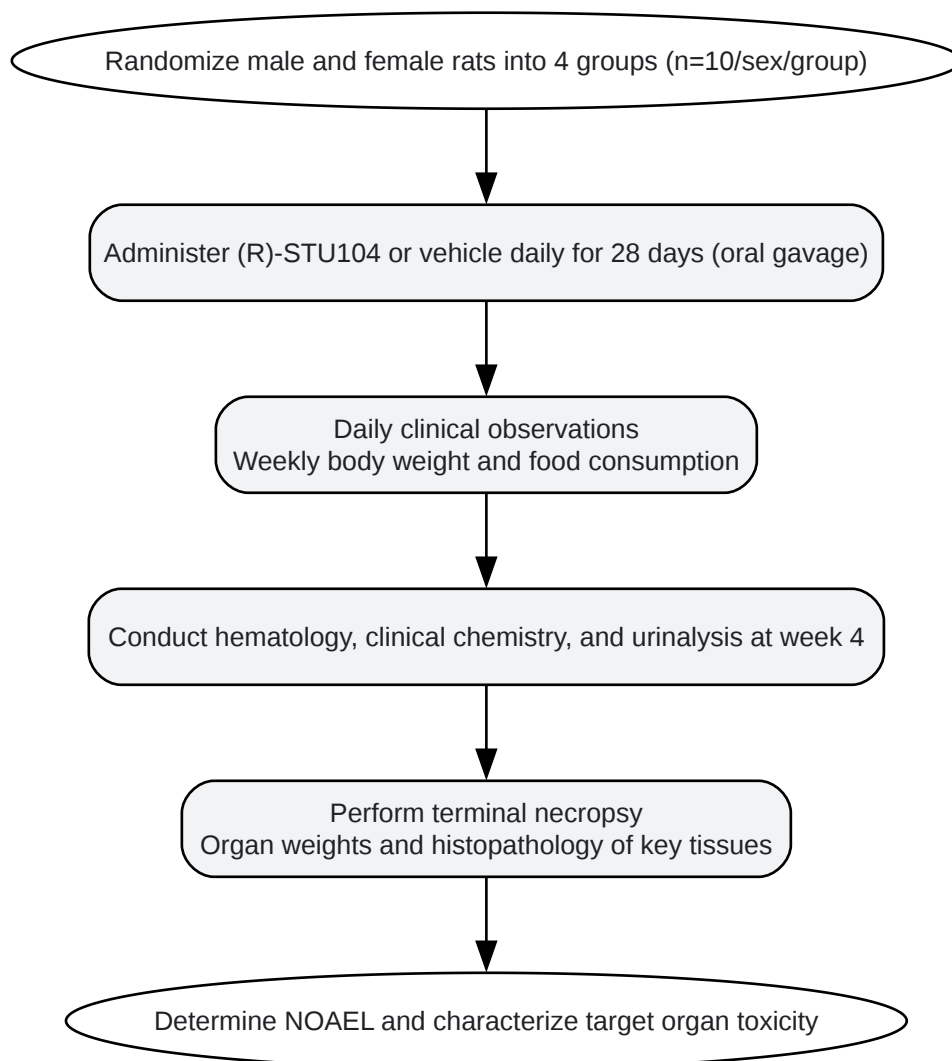 Randomize male and female rats into 4 groups (n=10/sex/group)
Administer (R)-STU104 or vehicle daily for 28 days (oral gavage)
Daily clinical observations
Weekly body weight and food consumption
Conduct hematology, clinical chemistry, and urinalysis at week 4
Perform terminal necropsy
Organ weights and histopathology of key tissues
Determine NOAEL and characterize target organ toxicity